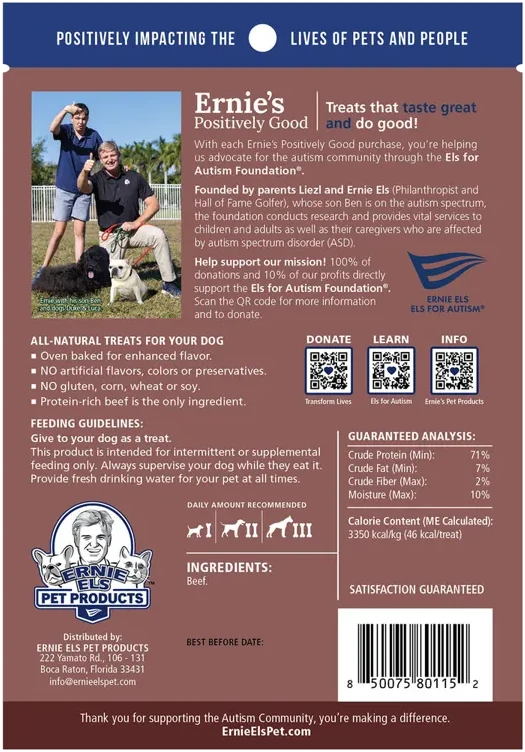 POSITIVELY IMPACTING THE LIVES OF PETS AND PEOPLE
Ernie's
Positively Good
Treats that taste great
and do good!
With each Ernie's Positively Good purchase, you're helping
us advocate for the autism community through the Els for
Autism Foundation®.
Founded by parents Liezl and Ernie Els (Philanthropist and
Hall of Fame Golfer), whose son Ben is on the autism spectrum,
the foundation conducts research and provides vital services to
children and adults as well as their caregivers who are affected
by autism spectrum disorder (ASD).
Help support our mission! 100% of
donations and 10% of our profits directly
support the Els for Autism Foundation®.
Scan the QR code for more information
and to donate.
ERNIE ELS
ELS FOR AUTISM®
Ernie with his son Ben
and dogs Duke & Luca
ALL-NATURAL TREATS FOR YOUR DOG
▪ Oven baked for enhanced flavor.
▪ NO artificial flavors, colors or preservatives.
▪ NO gluten, corn, wheat or soy.
▪ Protein-rich beef is the only ingredient.
DONATE LEARN INFO
Transform Lives Els for Autism Ernie's Pet Products
FEEDING GUIDELINES:
Give to your dog as a treat.
This product is intended for intermittent or supplemental
feeding only. Always supervise your dog while they eat it.
Provide fresh drinking water for your pet at all times.
GUARANTEED ANALYSIS:
Crude Protein (Min): 71%
Crude Fat (Min): 7%
Crude Fiber (Max): 2%
Moisture (Max): 10%
Calorie Content (ME Calculated):
3350 kcal/kg (46 kcal/treat)
SATISFACTION GUARANTEED
DAILY AMOUNT RECOMMENDED
I II III
INGREDIENTS:
Beef.
BEST BEFORE DATE:
ERNIE
ELS
PET PRODUCTS
TM
Distributed by:
ERNIE ELS PET PRODUCTS
222 Yamato Rd., 106 - 131
Boca Raton, Florida 33431
info@ernieelspet.com
8 50075 80115 2
Thank you for supporting the Autism Community, you're making a difference.
ErnieElsPet.com